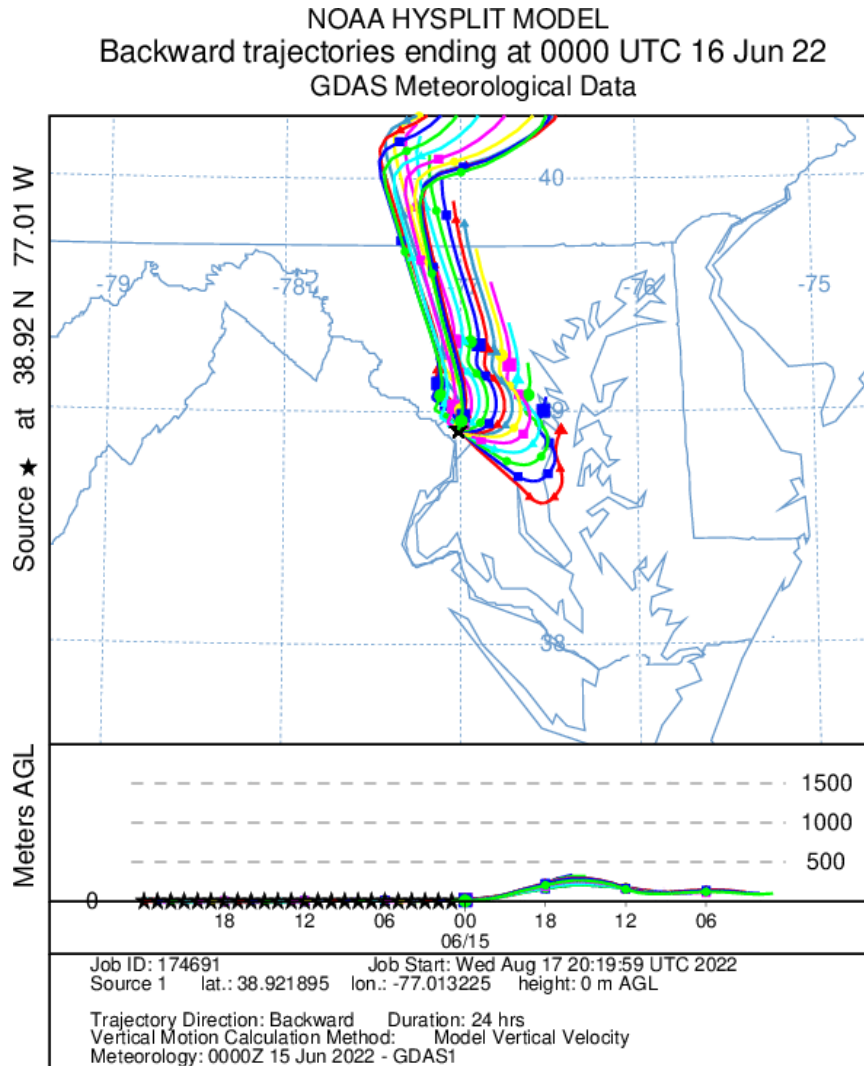 NOAA HYSPLIT MODEL
Backward trajectories ending at 0000 UTC 16 Jun 22
GDAS Meteorological Data
Source ★ at 38.92 N 77.01 W
40
-79
-78
-76
-75
38
Meters AGL
1500
1000
500
0
18 12 06 00 18 12 06
06/15
Job ID: 174691 Job Start: Wed Aug 17 20:19:59 UTC 2022
Source 1 lat.: 38.921895 lon.: -77.013225 height: 0 m AGL
Trajectory Direction: Backward Duration: 24 hrs
Vertical Motion Calculation Method: Model Vertical Velocity
Meteorology: 0000Z 15 Jun 2022 - GDAS1